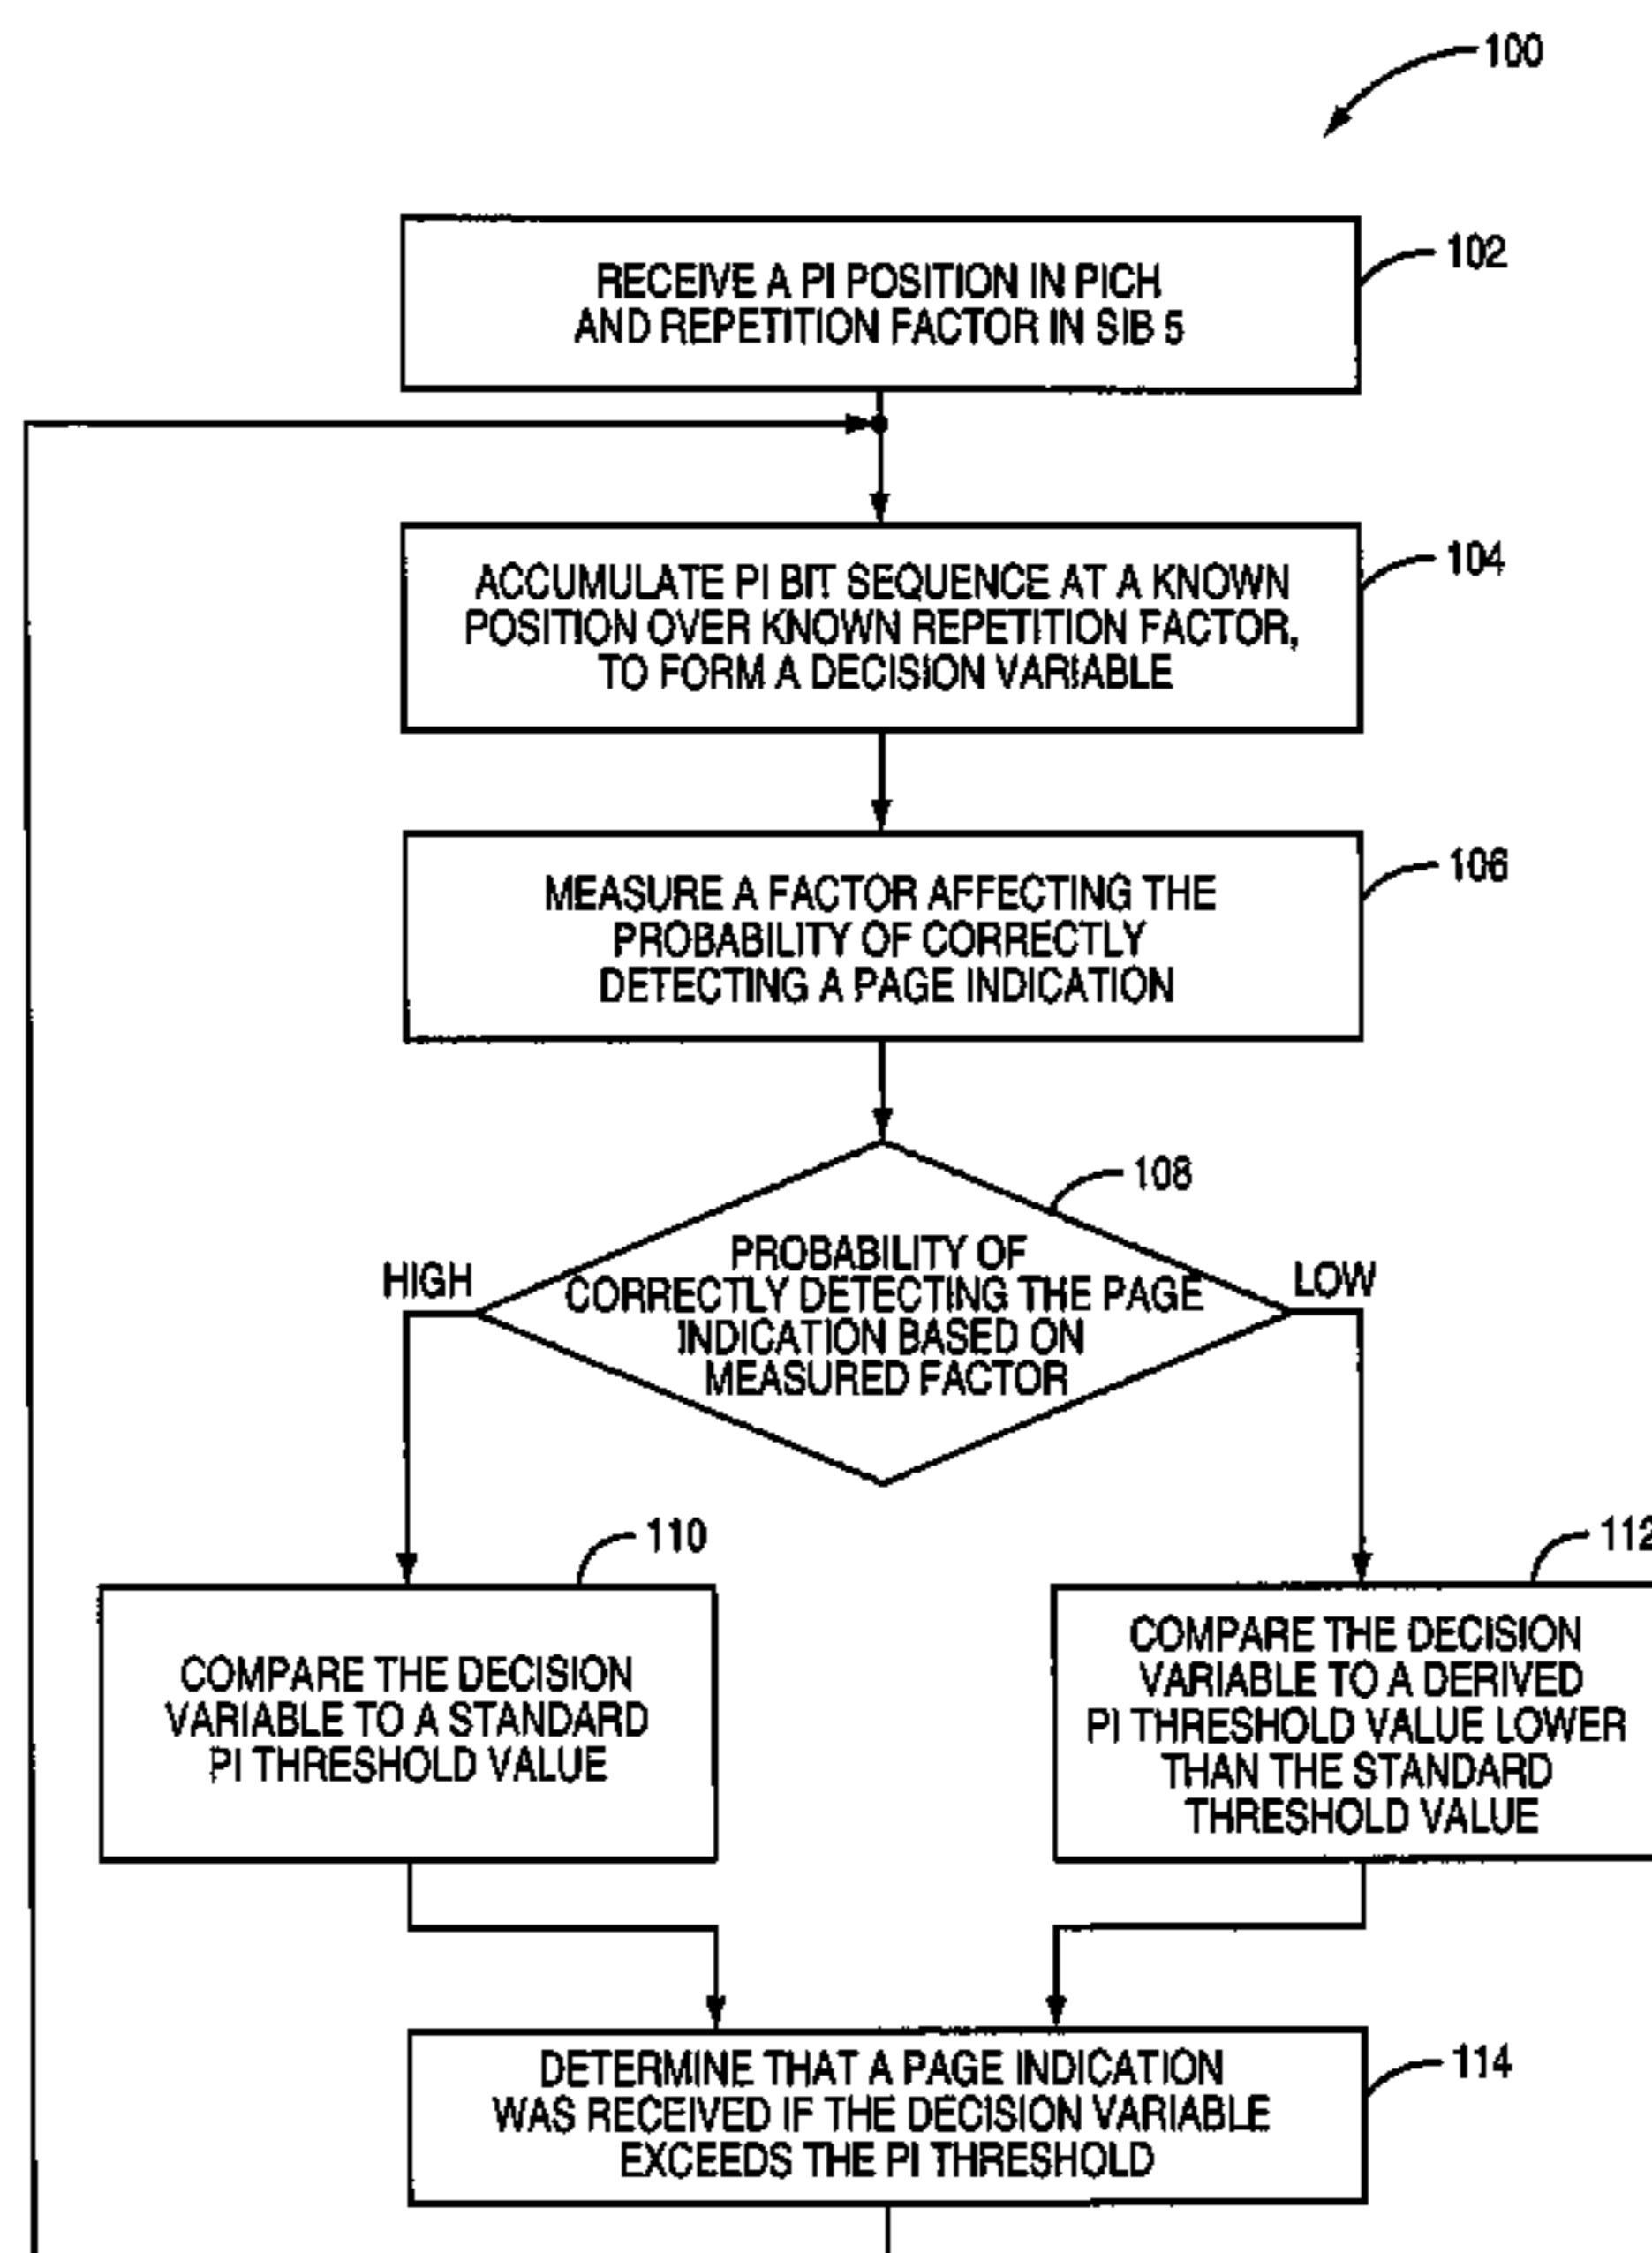 100
RECEIVE A PI POSITION IN PICH
AND REPETITION FACTOR IN SIB 5
102
ACCUMULATE PI BIT SEQUENCE AT A KNOWN
POSITION OVER KNOWN REPETITION FACTOR,
TO FORM A DECISION VARIABLE
104
MEASURE A FACTOR AFFECTING THE
PROBABILITY OF CORRECTLY
DETECTING A PAGE INDICATION
106
108
HIGH
PROBABILITY OF
CORRECTLY DETECTING THE PAGE
INDICATION BASED ON
MEASURED FACTOR
LOW
110
COMPARE THE DECISION
VARIABLE TO A STANDARD
PI THRESHOLD VALUE
112
COMPARE THE DECISION
VARIABLE TO A DERIVED
PI THRESHOLD VALUE LOWER
THAN THE STANDARD
THRESHOLD VALUE
DETERMINE THAT A PAGE INDICATION
WAS RECEIVED IF THE DECISION VARIABLE
EXCEEDS THE PI THRESHOLD
114